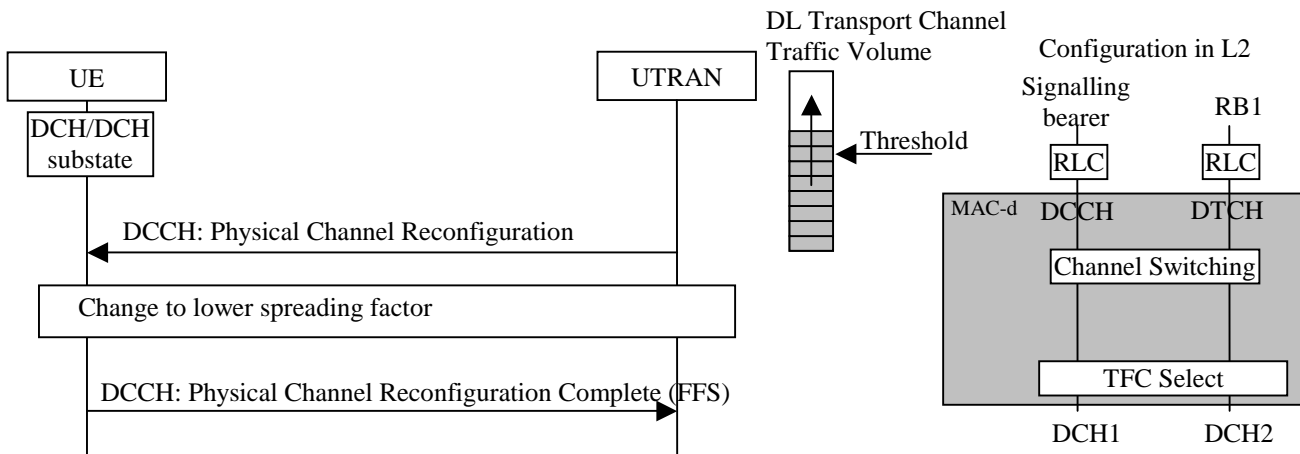 DL Transport Channel
Traffic Volume
Configuration in L2
UE
UTRAN
Signalling
bearer
RB1
DCH/DCH
substate
Threshold
RLC
RLC
MAC-d
DCCH
DTCH
DCCH: Physical Channel Reconfiguration
Channel Switching
Change to lower spreading factor
TFC Select
DCCH: Physical Channel Reconfiguration Complete (FFS)
DCH1
DCH2